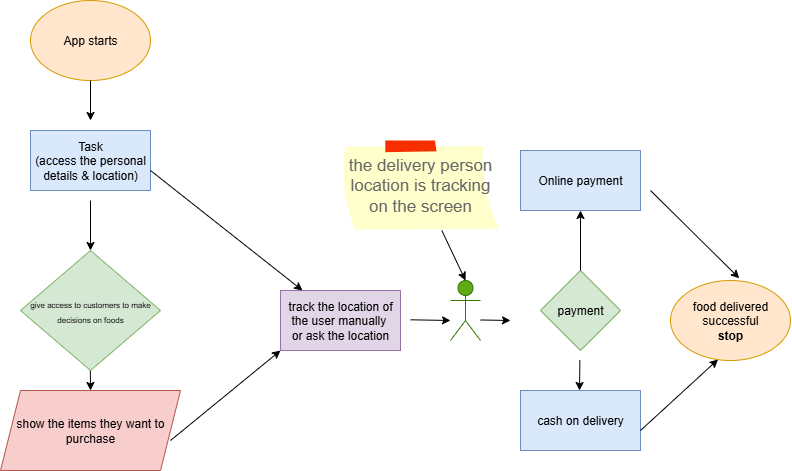 App starts
Task
(access the personal
details & location)
give access to customers to make
decisions on foods
show the items they want to
purchase
track the location of
the user manually
or ask the location
the delivery person
location is tracking
on the screen
Online payment
payment
cash on delivery
food delivered
successful
stop